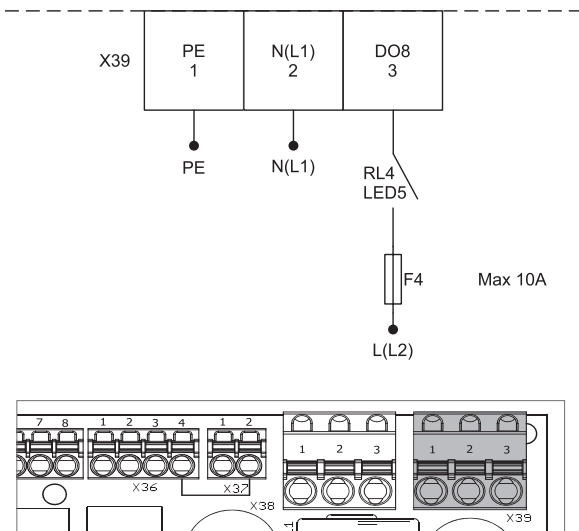 X39
PE
1
N(L1)
2
DO8
3
PE
N(L1)
RL4
LED5
F4
Max 10A
L(L2)
7 8 1 2 3 4 1 2
1 2 3 1 2 3
X36
X37
X38
X39
1